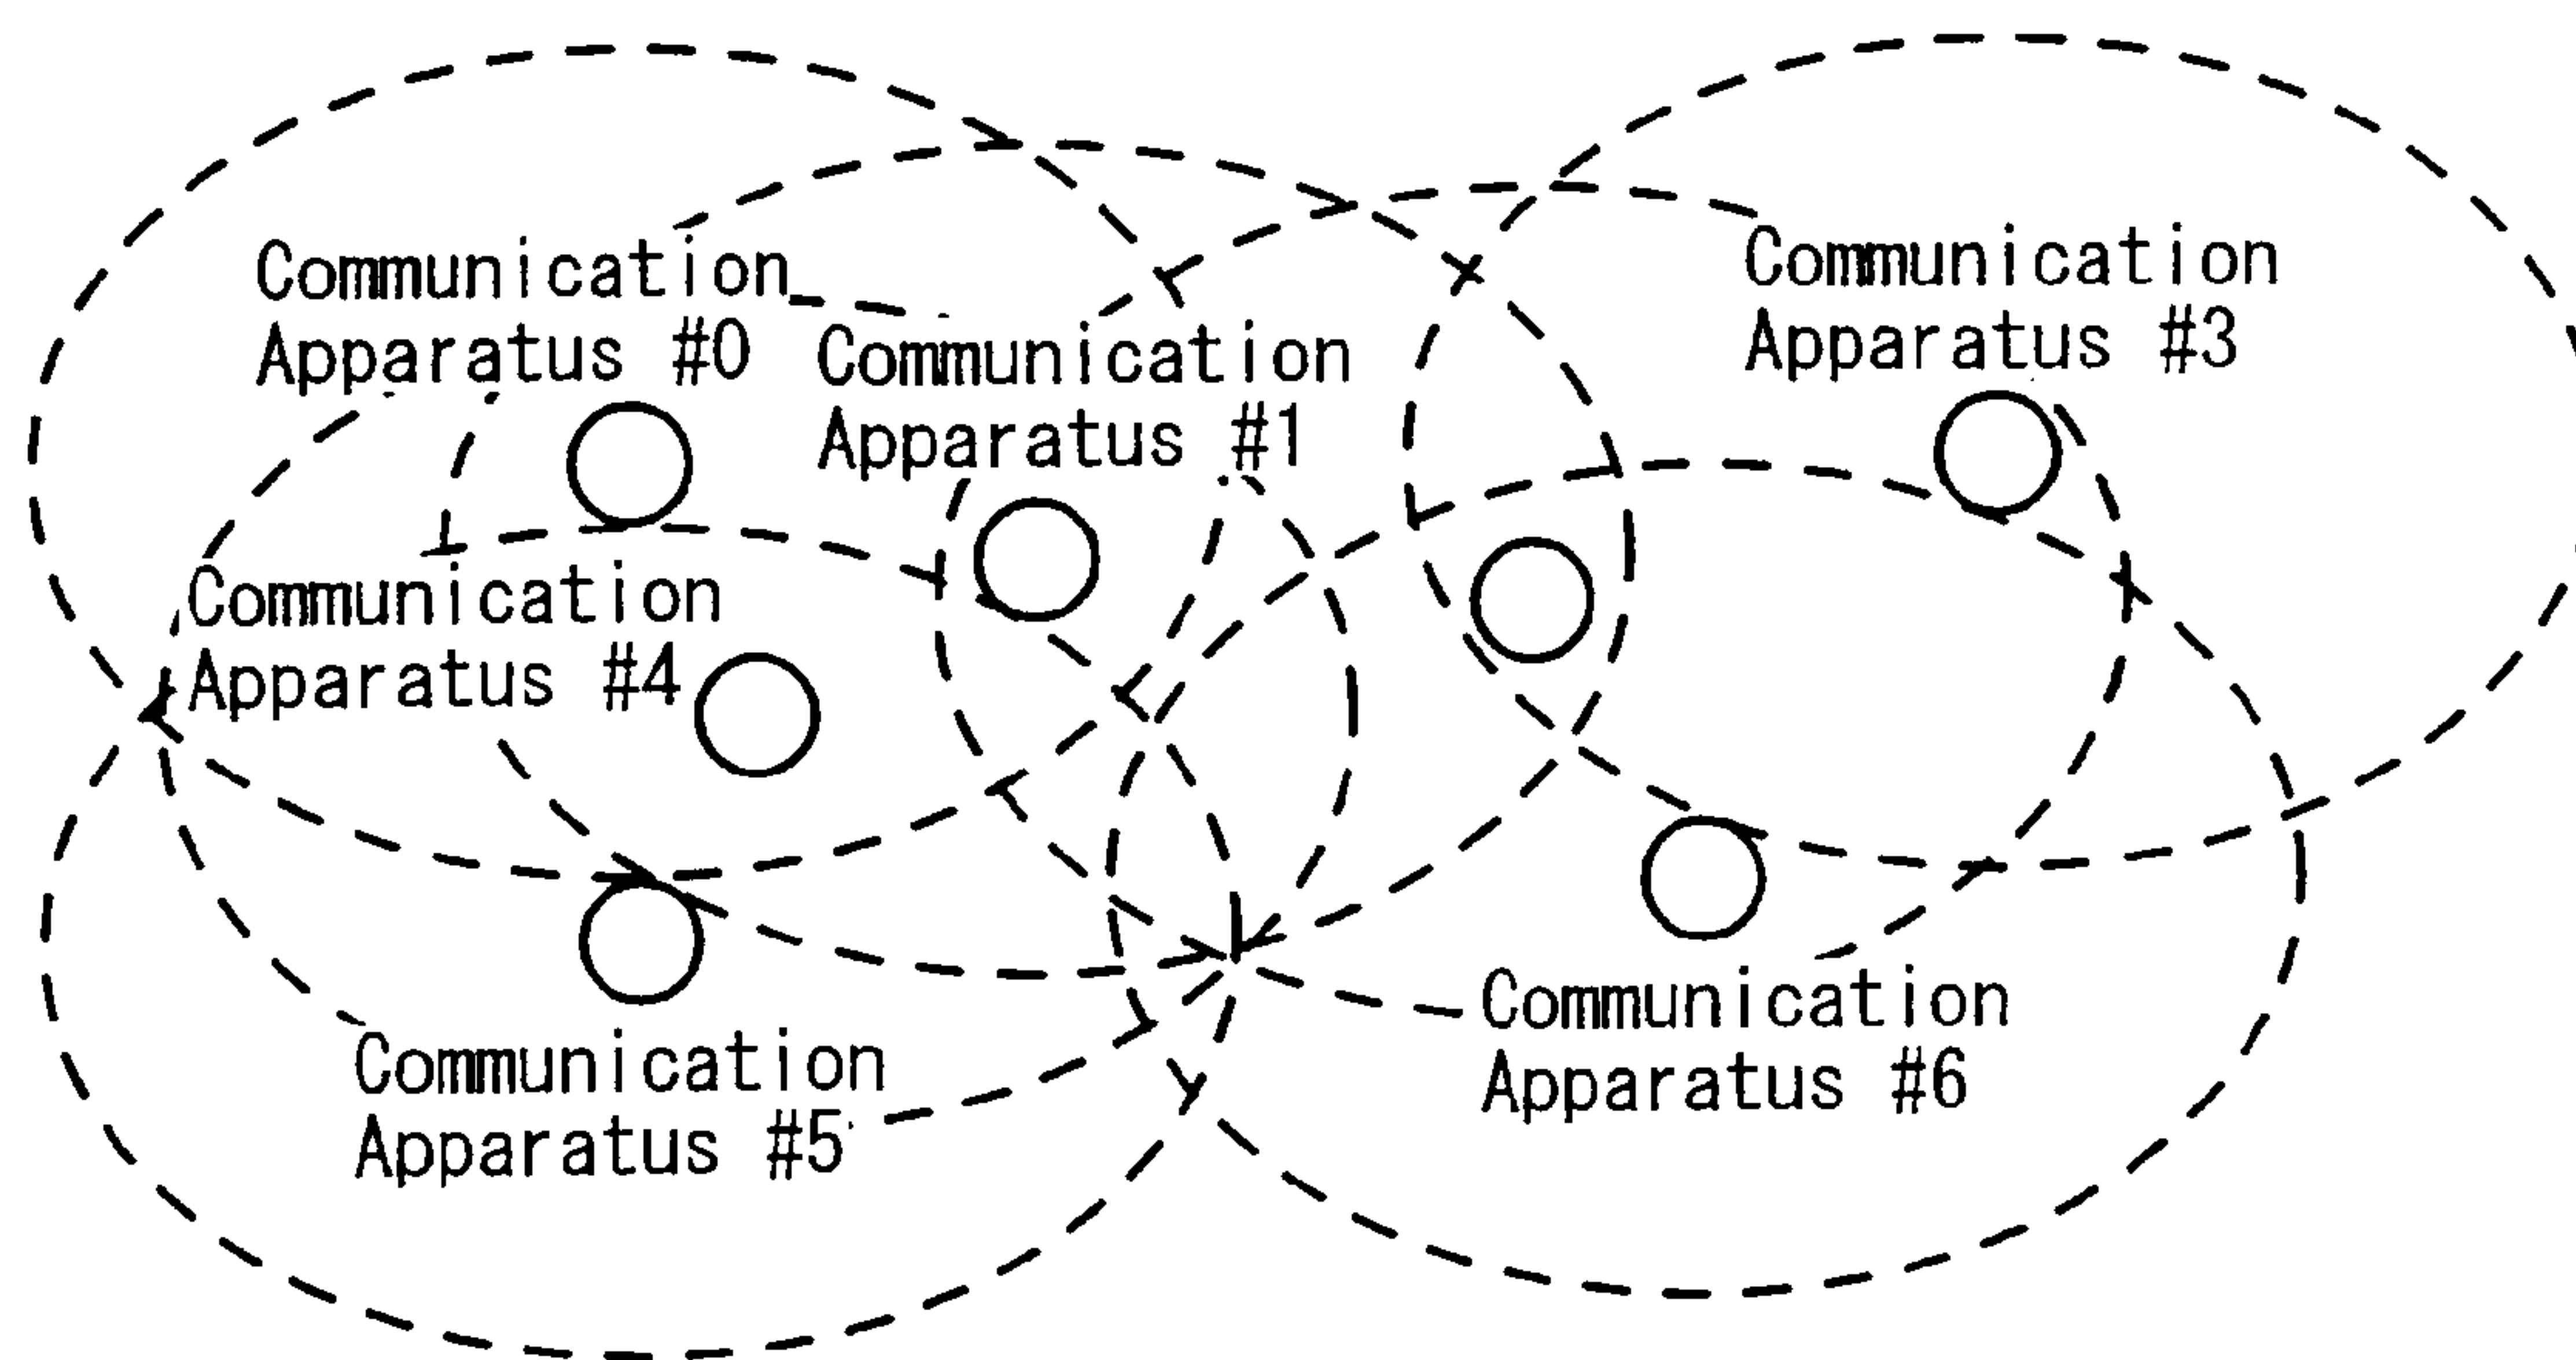 Communication
Apparatus #0
Communication
Apparatus #1
Communication
Apparatus #3
Communication
Apparatus #4
Communication
Apparatus #5
Communication
Apparatus #6